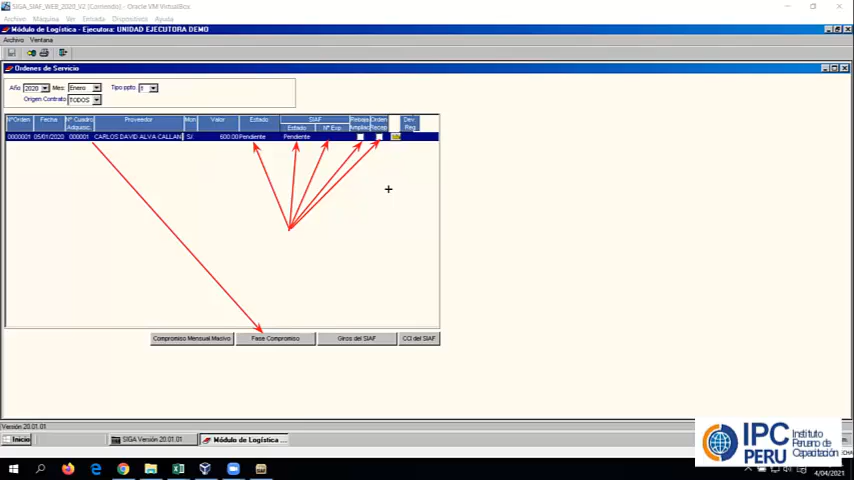 SIGA_SIAF_WEB_2020_V2 [Corriendo] - Oracle VM VirtualBox
Archivo Máquina Ver Entrada Dispositivos Ayuda
Módulo de Logística - Ejecutora: UNIDAD EJECUTORA DEMO
Archivo Ventana
Ordenes de Servicio
Año 2020 Mes: Enero Tipo ppto.
Origen Contrato TODOS
NºOrden Fecha Nº Cuadro Adquisic. Proveedor Mon Valor Estado SIAF Estado Nº Exp Rebaja Ampliac Orden Recep Dev Reg
0000001 05/01/2020 000001 CARLOS DAVID ALVA CALLAN S/ 600.00 Pendiente Pendiente
Compromiso Mensual Masivo Fase Compromiso Giros del SIAF CCI del SIAF
Versión 20.01.01
Inicio SIGA Versión 20.01.01 Módulo de Logística ...
IPC PERU
Instituto
Peruano de
Capacitación
4/04/2021